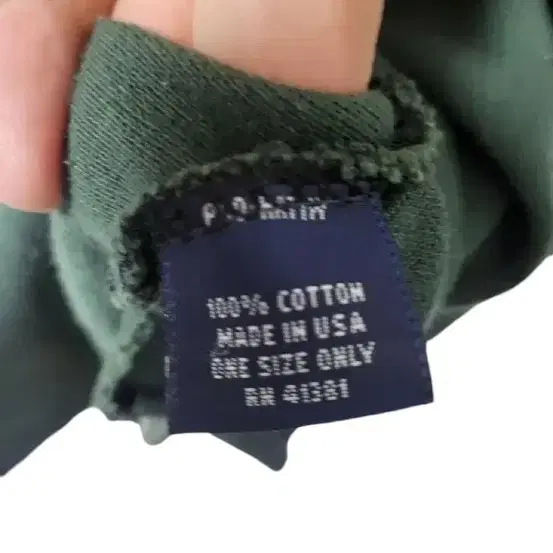 100% COTTON
MADE IN USA
ONE SIZE ONLY
RN 41381